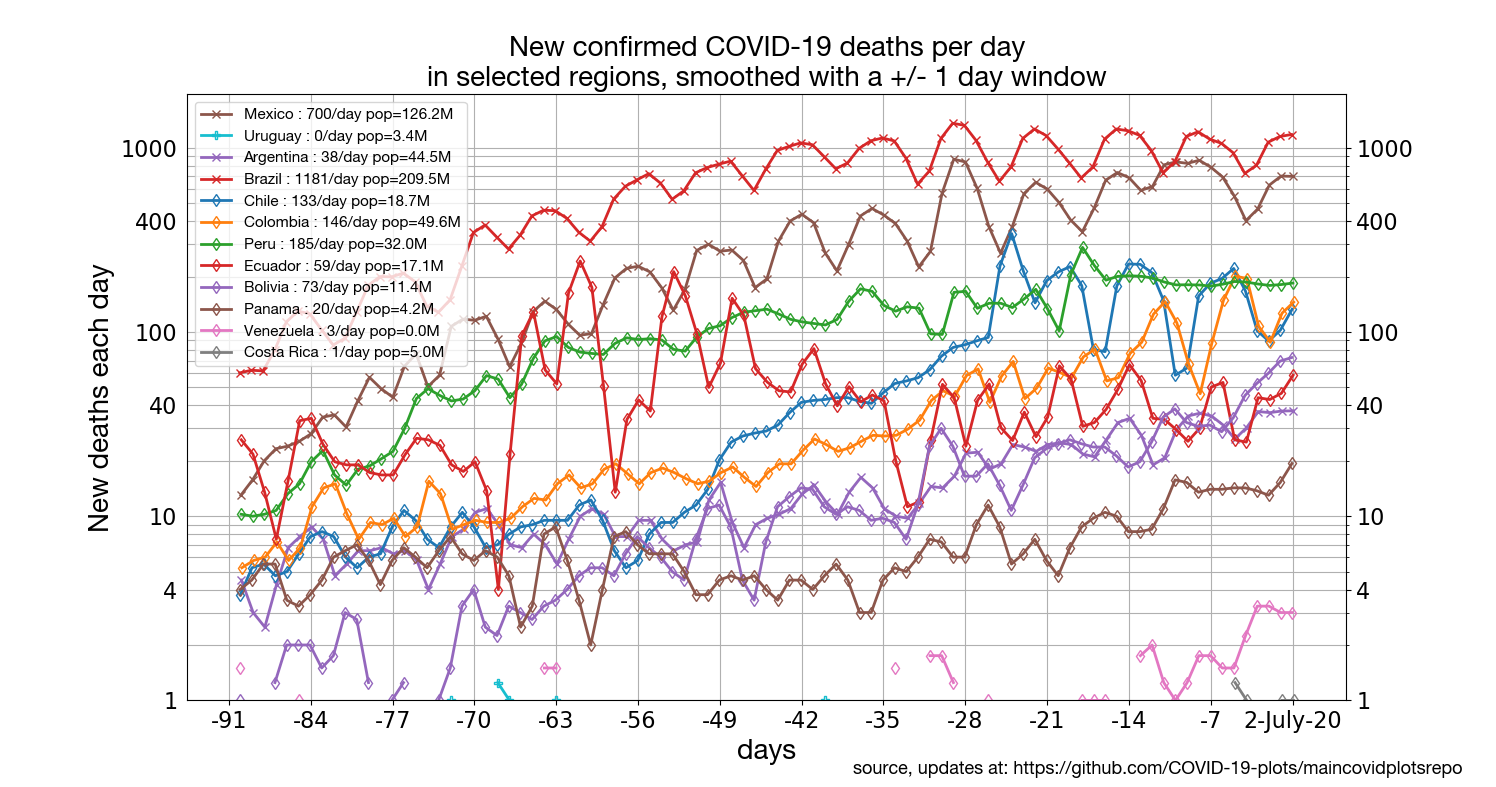 New confirmed COVID-19 deaths per day
in selected regions, smoothed with a +/- 1 day window
Mexico : 700/day pop=126.2M
Uruguay : 0/day pop=3.4M
Argentina : 38/day pop=44.5M
Brazil : 1181/day pop=209.5M
Chile : 133/day pop=18.7M
Colombia : 146/day pop=49.6M
Peru : 185/day pop=32.0M
Ecuador : 59/day pop=17.1M
Bolivia : 73/day pop=11.4M
Panama : 20/day pop=4.2M
Venezuela : 3/day pop=0.0M
Costa Rica : 1/day pop=5.0M
New deaths each day
1000
400
100
40
10
4
1
1000
400
100
40
10
4
1
-91 -84 -77 -70 -63 -56 -49 -42 -35 -28 -21 -14 -7 2-July-20
days
source, updates at: https://github.com/COVID-19-plots/maincovidplotsrepo